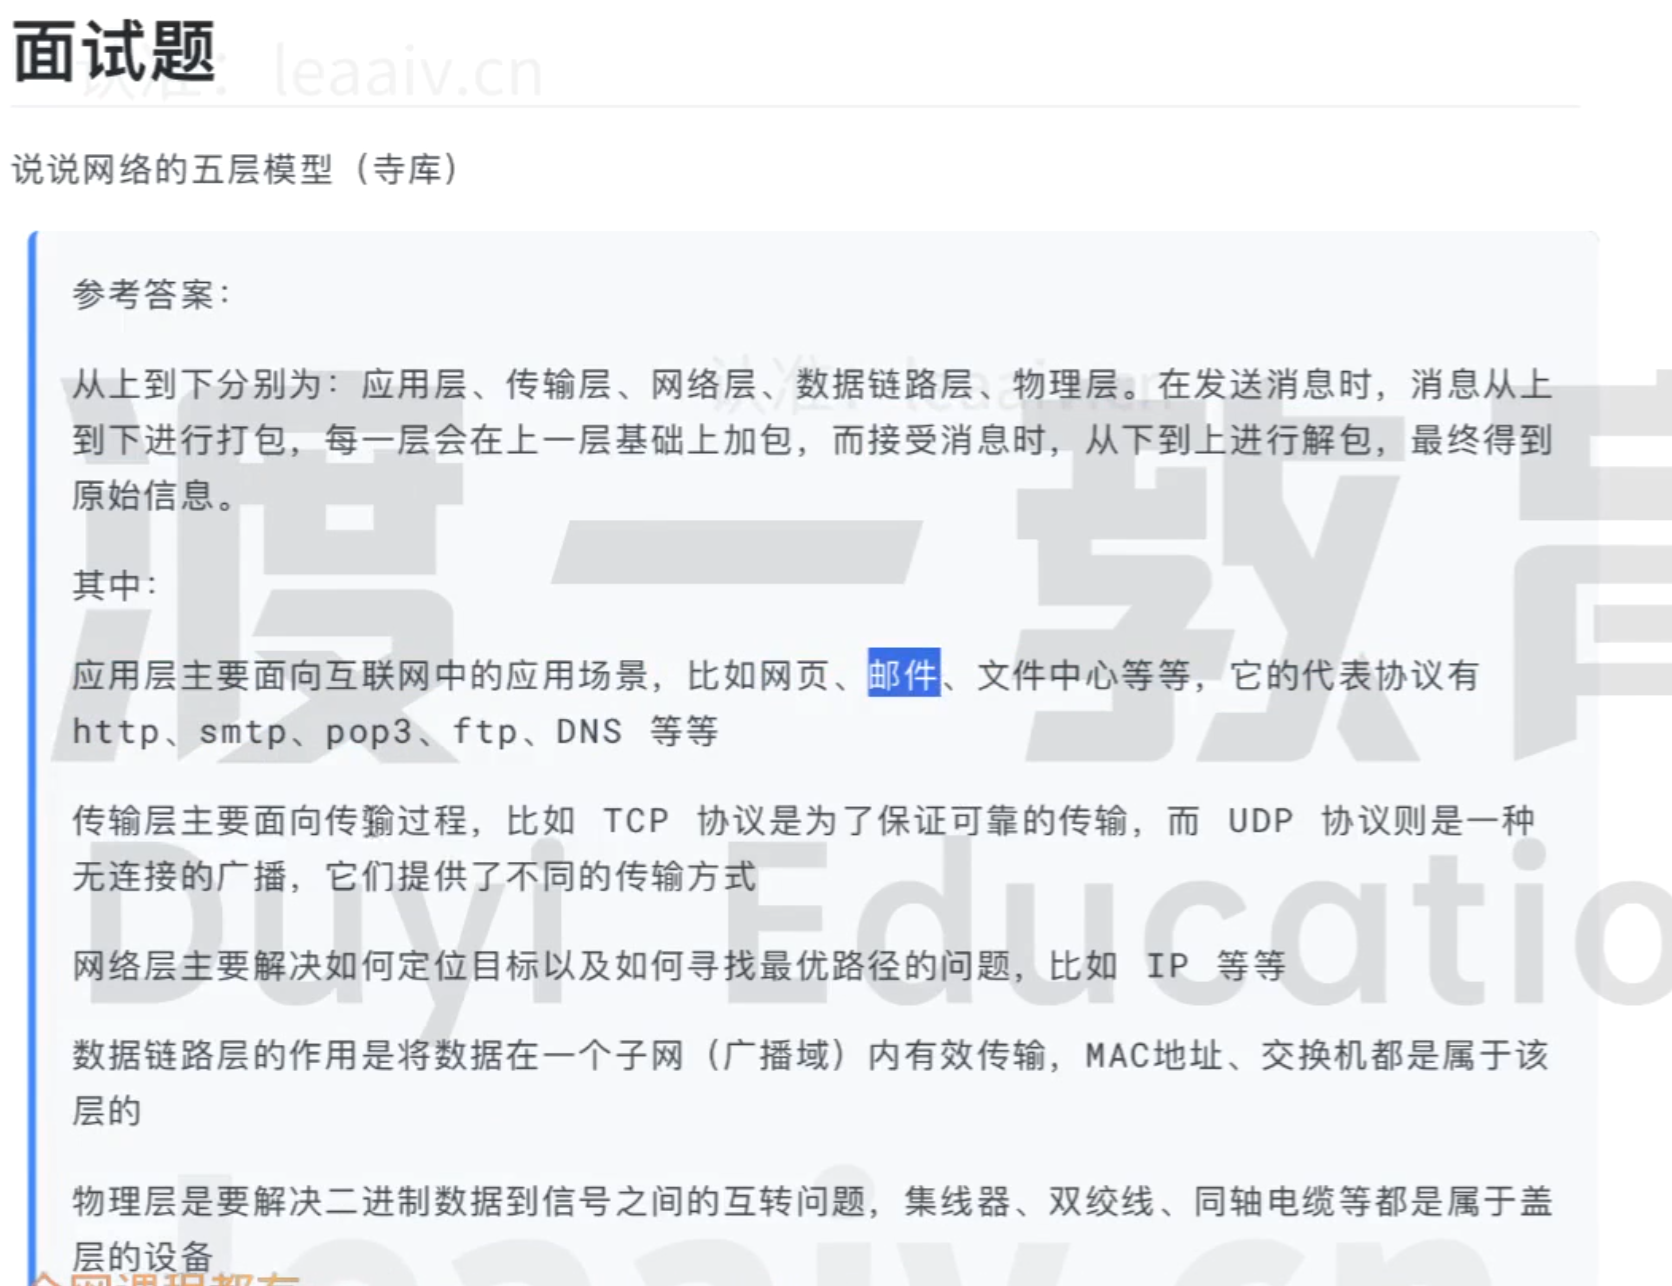 面试题
认准：leaaiv.cn
说说网络的五层模型（寺库）
参考答案：
认准：leaaiv.cn
从上到下分别为：应用层、传输层、网络层、数据链路层、物理层。在发送消息时，消息从上
到下进行打包，每一层会在上一层基础上加包，而接受消息时，从下到上进行解包，最终得到
原始信息。
渡一教育
其中：
应用层主要面向互联网中的应用场景，比如网页、邮件、文件中心等等，它的代表协议有
http、smtp、pop3、ftp、DNS 等等
传输层主要面向传输过程，比如 TCP 协议是为了保证可靠的传输，而 UDP 协议则是一种
无连接的广播，它们提供了不同的传输方式
Duyi Educatio
网络层主要解决如何定位目标以及如何寻找最优路径的问题，比如 IP 等等
数据链路层的作用是将数据在一个子网（广播域）内有效传输，MAC地址、交换机都是属于该
层的
物理层是要解决二进制数据到信号之间的互转问题，集线器、双绞线、同轴电缆等都是属于盖
层的设备
leaaiv.cn
全网课程都有